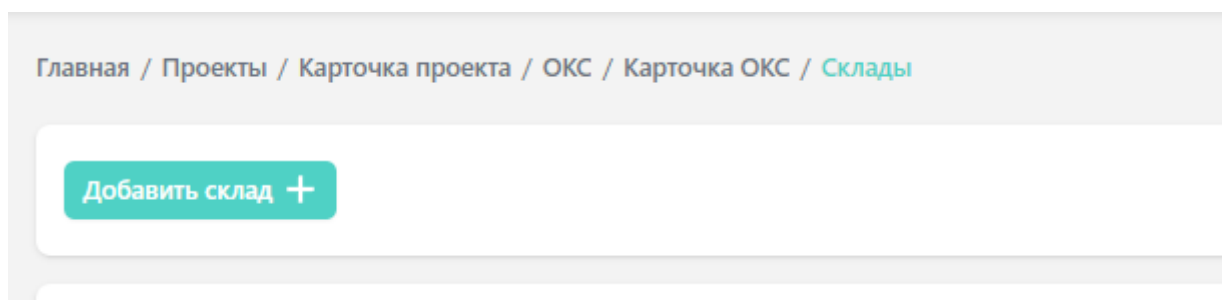 Главная / Проекты / Карточка проекта / ОКС / Карточка ОКС / Склады
Добавить склад +